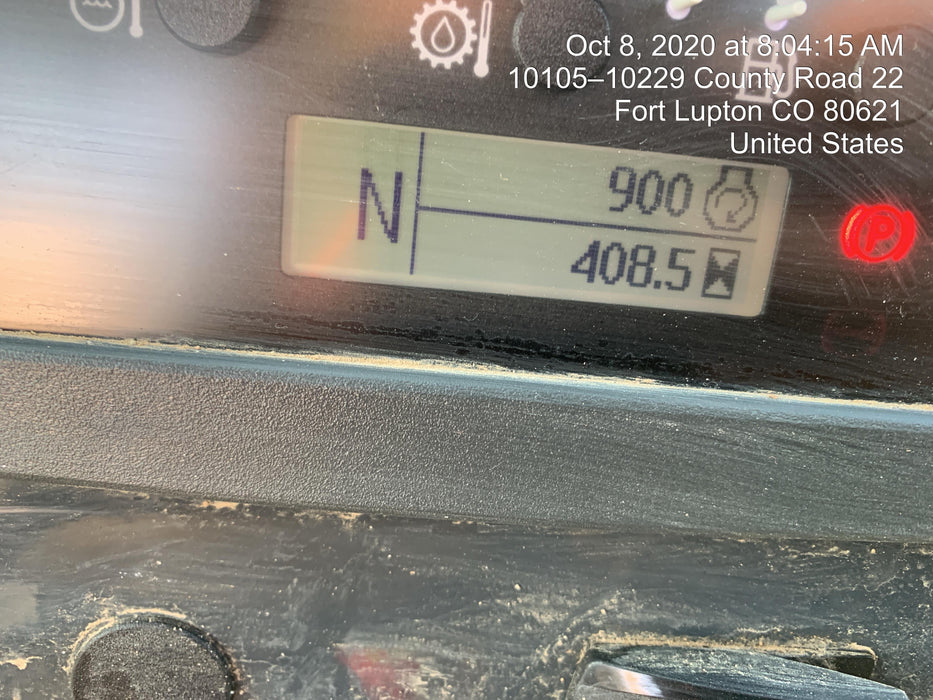 Oct 8, 2020 at 8:04:15 AM
10105–10229 County Road 22
Fort Lupton CO 80621
United States
N
900
408.5
P